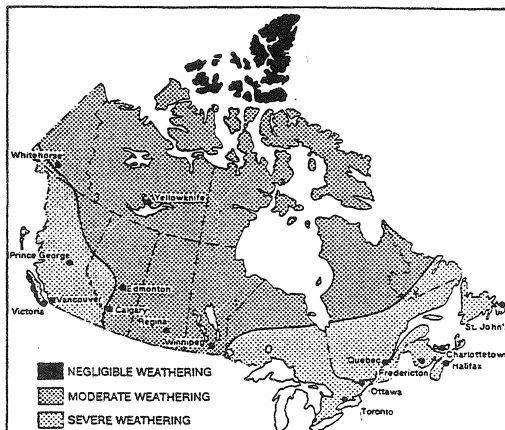 Whitehorse
Yellowknife
Prince George
Edmonton
Vancouver
Victoria
Calgary
Regina
Winnipeg
St. John's
Quebec
Charlottetown
Fredericton
Halifax
Ottawa
Toronto
NEGLIGIBLE WEATHERING
MODERATE WEATHERING
SEVERE WEATHERING